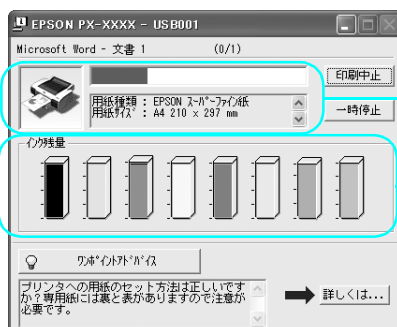 EPSON PX-XXXX - USB001
Microsoft Word - 文書 1 (0/1)
印刷中止
用紙種類 : EPSON ｽｰﾊﾟｰﾌｧｲﾝ紙
用紙ｻｲｽﾞ : A4 210 x 297 mm
一時停止
ｲﾝｸ残量
ﾜﾝﾎﾟｲﾝﾄｱﾄﾞﾊﾞｲｽ
プリンタへの用紙のセット方法は正しいです
か？専用紙には裏と表がありますので注意が
必要です。
詳しくは...